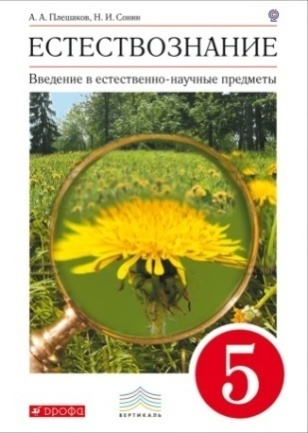 А. А. Плешаков, Н. И. Сонин
ЕСТЕСТВОЗНАНИЕ
Введение в естественно-научные предметы
5
ДРОФА
ВЕРТИКАЛЬ